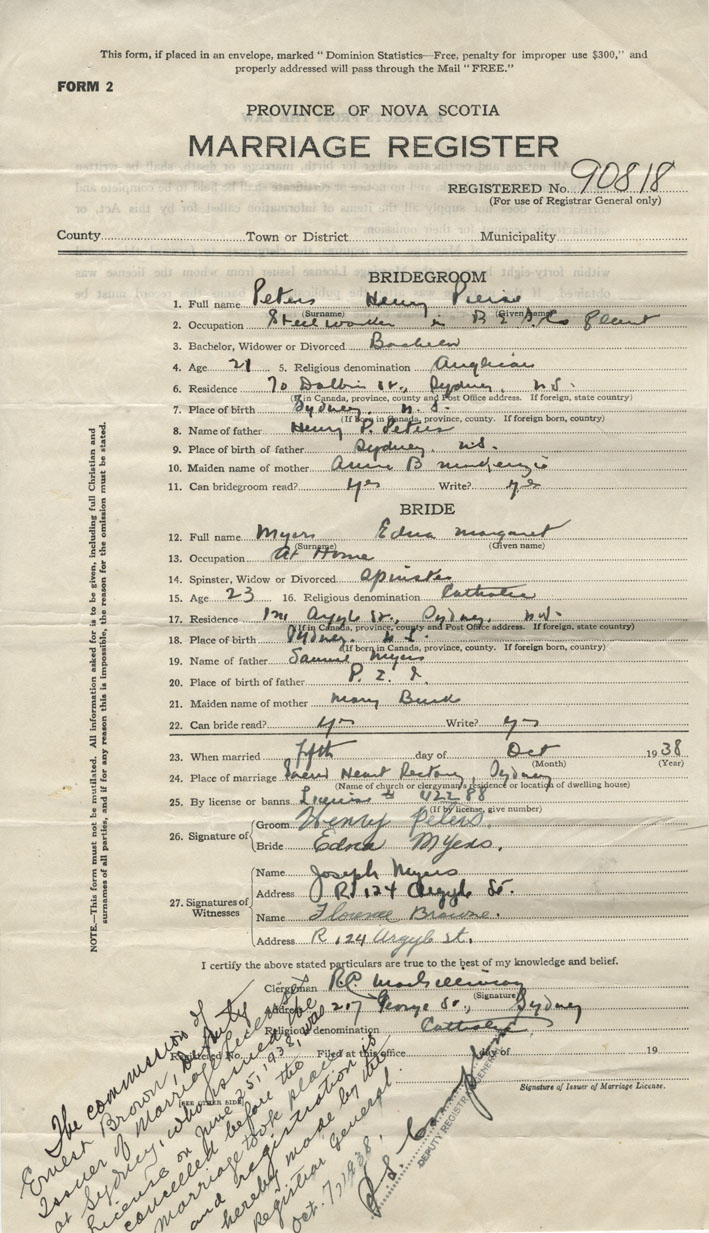 This form, if placed in an envelope, marked "Dominion Statistics—Free, penalty for improper use $300," and
properly addressed will pass through the Mail "FREE."
FORM 2
PROVINCE OF NOVA SCOTIA
MARRIAGE REGISTER
REGISTERED No. 90818
(For use of Registrar General only)
County Town or District Municipality
BRIDEGROOM
1. Full name Peters Henry Pierse
(Surname) (Given name)
2. Occupation Steel worker in B E S Co plant
3. Bachelor, Widower or Divorced Bachelor
4. Age 21 5. Religious denomination Anglican
6. Residence 70 Dolbin St., Sydney, N.S.
(If in Canada, province, county and Post Office address. If foreign, state, country)
7. Place of birth Sydney, N.S.
(If born in Canada, province, county. If foreign born, country)
8. Name of father Henry P. Peters
9. Place of birth of father Sydney, N.S.
10. Maiden name of mother Annie B McKenzie
11. Can bridegroom read? yes Write? yes
BRIDE
12. Full name Myers Edna Margaret
(Surname) (Given name)
13. Occupation At Home
14. Spinster, Widow or Divorced Spinster
15. Age 23 16. Religious denomination Catholic
17. Residence 124 Argyle St., Sydney, N.S.
(If in Canada, province, county and Post Office address. If foreign, state, country)
18. Place of birth Sydney, N.S.
(If born in Canada, province, county. If foreign born, country)
19. Name of father Samuel Myers
20. Place of birth of father P. E. I.
21. Maiden name of mother Mary Burk
22. Can bride read? yes Write? yes
23. When married fifth day of Oct 1938
(Month) (Year)
24. Place of marriage Sacred Heart Rectory, Sydney
(Name of church or clergyman's residence or location of dwelling house)
25. By license or banns License # 42288
(If by license, give number)
26. Signature of Groom Henry Peters.
Bride Edna Myers.
27. Signatures of Witnesses
Name Joseph Myers
Address R. 124 Argyle St.
Name Florence Browne.
Address R. 124 Argyle St.
I certify the above stated particulars are true to the best of my knowledge and belief.
Clergyman R.C. MacGillivray
(Signature)
Address 207 George St., Sydney
Religious denomination Catholic
Registered No. Filed at this office day of 19
Signature of Issuer of Marriage License.
(SEE OTHER SIDE)
The commission of
Ernest Brown, Deputy
Issuer of Marriage Licenses
at Sydney, who issued the
License on June 25, 1938, was
cancelled before the
marriage took place
and registration is
hereby made by the
Registrar General.
Oct. 7, 1938.
DEPUTY REGISTRAR GENERAL
NOTE.—This form must not be mutilated. All information asked for is to be given, including full Christian and
surnames of all parties, and if for any reason this is impossible, the reason for the omission must be stated.